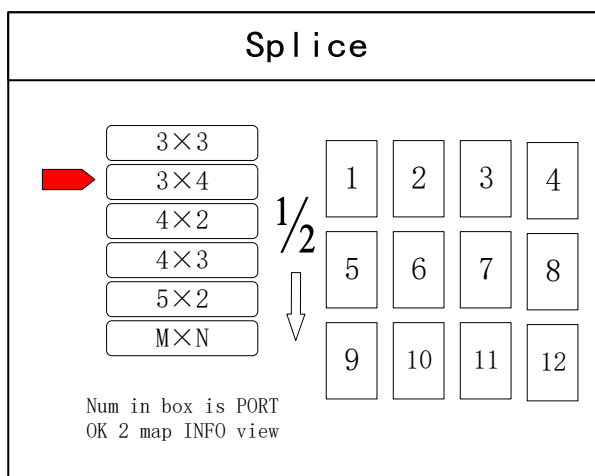 Splice
3×3
3×4
4×2
4×3
5×2
M×N
1/2
1 2 3 4
5 6 7 8
9 10 11 12
Num in box is PORT
OK 2 map INFO view